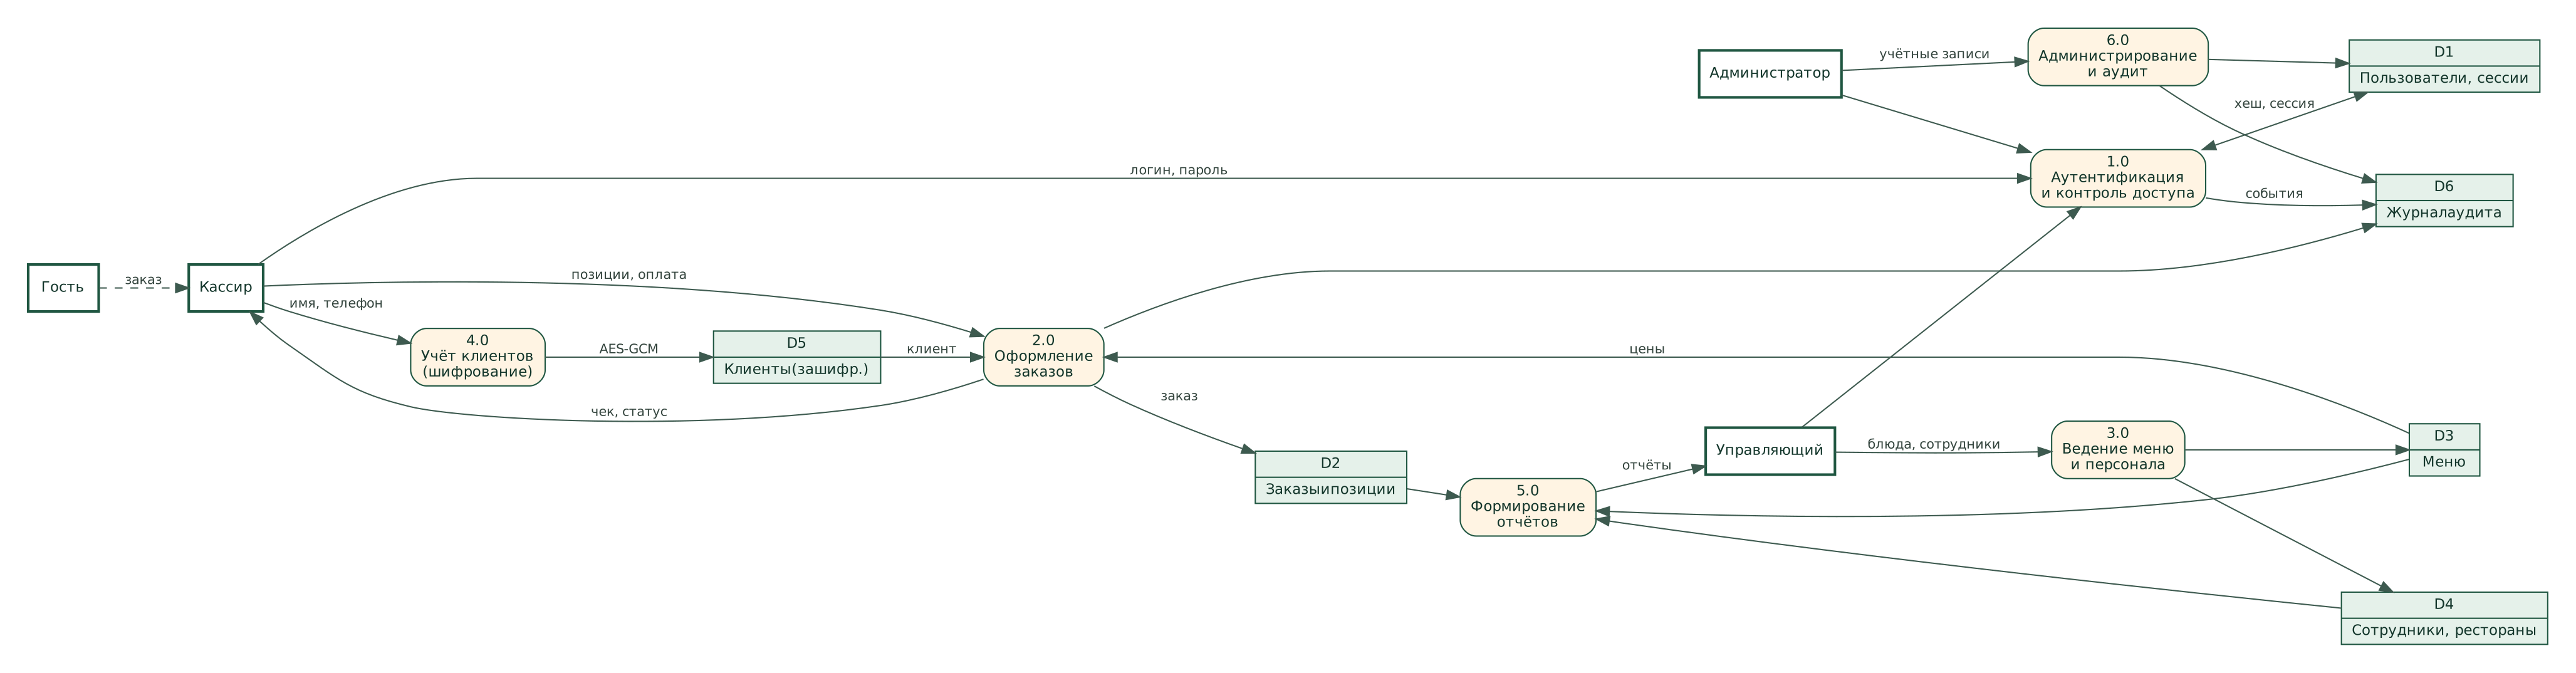 6.0
Администрирование
и аудит
D1
Пользователи, сессии
Администратор
учётные записи
хеш, сессия
1.0
Аутентификация
и контроль доступа
логин, пароль
D6
Журналаудита
события
Гость
заказ
Кассир
позиции, оплата
имя, телефон
4.0
Учёт клиентов
(шифрование)
AES-GCM
D5
Клиенты(зашифр.)
клиент
2.0
Оформление
заказов
цены
чек, статус
заказ
D2
Заказыипозиции
5.0
Формирование
отчётов
отчёты
Управляющий
блюда, сотрудники
3.0
Ведение меню
и персонала
D3
Меню
D4
Сотрудники, рестораны